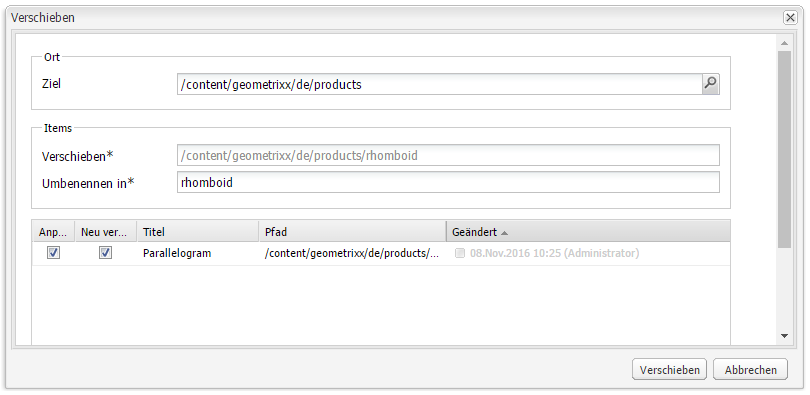 Verschieben
Ort
Ziel /content/geometrixx/de/products
Items
Verschieben* /content/geometrixx/de/products/rhomboid
Umbenennen in* rhomboid
Anp... Neu ver... Titel Pfad Geändert
Parallelogram /content/geometrixx/de/products/... 08.Nov.2016 10:25 (Administrator)
Verschieben Abbrechen